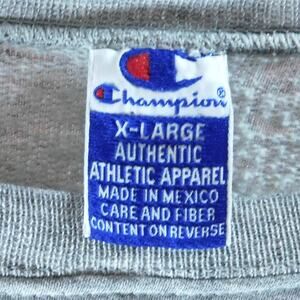 Champion®
X-LARGE
AUTHENTIC
ATHLETIC APPAREL
MADE IN MEXICO
CARE AND FIBER
CONTENT ON REVERSE